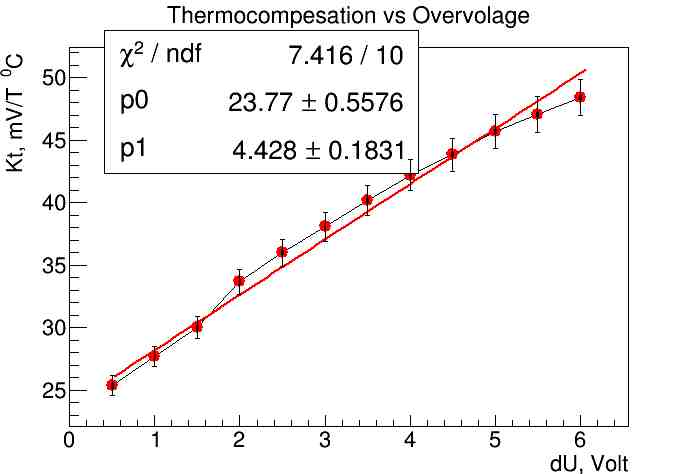 Thermocompesation vs Overvolage
χ² / ndf 7.416 / 10
p0 23.77 ± 0.5576
p1 4.428 ± 0.1831
Kt, mV/T ⁰C
50
45
40
35
30
25
0 1 2 3 4 5 6
dU, Volt